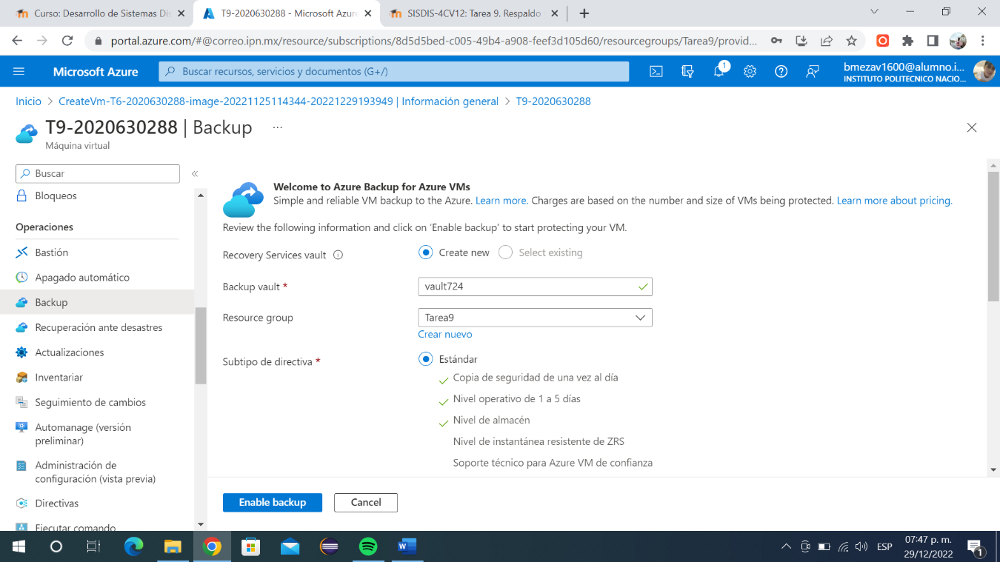 Curso: Desarrollo de Sistemas Dis
T9-2020630288 - Microsoft Azure
SISDIS-4CV12: Tarea 9. Respaldo
portal.azure.com/#@correo.ipn.mx/resource/subscriptions/8d5d5bed-c005-49b4-a908-feef3d105d60/resourcegroups/Tarea9/provid...
Microsoft Azure
Buscar recursos, servicios y documentos (G+/)
1
bmezav1600@alumno.i...
INSTITUTO POLITECNICO NACIO...
Inicio > CreateVm-T6-2020630288-image-20221125114344-20221229193949 | Información general > T9-2020630288
T9-2020630288 | Backup ...
Máquina virtual
Buscar
Bloqueos
Operaciones
Bastión
Apagado automático
Backup
Recuperación ante desastres
Actualizaciones
Inventariar
Seguimiento de cambios
Automanage (versión
preliminar)
Administración de
configuración (vista previa)
Directivas
Ejecutar comando
Welcome to Azure Backup for Azure VMs
Simple and reliable VM backup to the Azure. Learn more. Charges are based on the number and size of VMs being protected. Learn more about pricing.
Review the following information and click on 'Enable backup' to start protecting your VM.
Recovery Services vault
Create new
Select existing
Backup vault *
vault724
Resource group
Tarea9
Crear nuevo
Subtipo de directiva *
Estándar
Copia de seguridad de una vez al día
Nivel operativo de 1 a 5 días
Nivel de almacén
Nivel de instantánea resistente de ZRS
Soporte técnico para Azure VM de confianza
Enable backup
Cancel
ESP
07:47 p. m.
29/12/2022
1